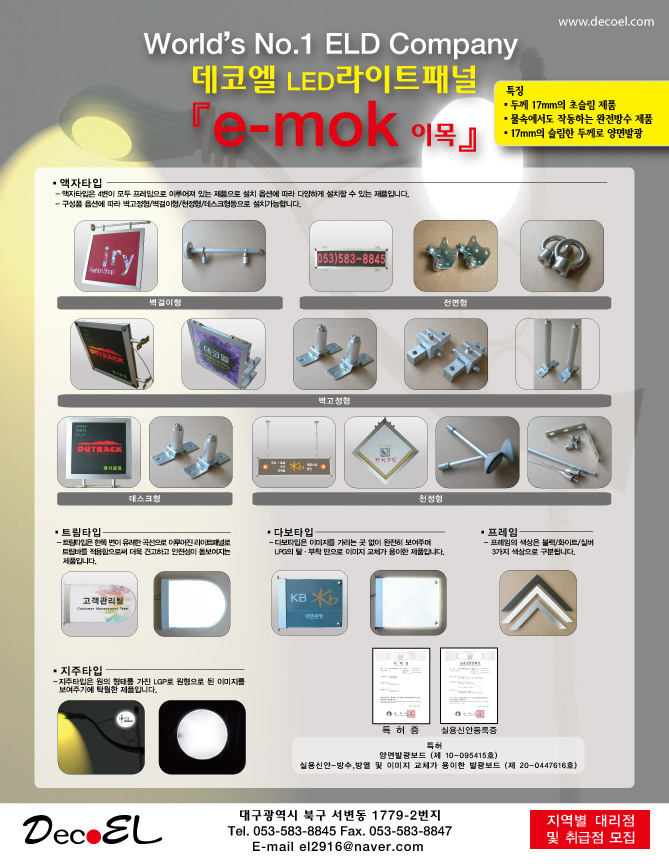 www.decoel.com
World's No.1 ELD Company
데코엘 LED라이트패널
『e-mok 이목』
특징
▪ 두께 17mm의 초슬림 제품
▪ 물속에서도 작동하는 완전방수 제품
▪ 17mm의 슬림한 두께로 양면발광
▪ 액자타입
- 액자타입은 4변이 모두 프레임으로 이루어져 있는 제품으로 설치 옵션에 따라 다양하게 설치할 수 있는 제품입니다.
- 구성품 옵션에 따라 벽고정형/벽걸이형/천정형/데스크형등으로 설치가능합니다.
iry
053)583-8845
벽걸이형
전면형
OUTBACK
데코엘
벽고정형
OUTBACK
데스크형
천정형
▪ 트림타입
- 트림타입은 한쪽 변이 유려한 곡선으로 이루어진 라이트패널로
트림바를 적용함으로써 더욱 견고하고 안전성이 돋보여지는
제품입니다.
▪ 다보타입
- 다보타입은 이미지를 가리는 곳 없이 완전히 보여주며
LPG의 탈ㆍ부착 만으로 이미지 교체가 용이한 제품입니다.
▪ 프레임
- 프레임의 색상은 블랙/화이트/실버
3가지 색상으로 구분됩니다.
고객관리팀
Customer Management Team
KB
국민은행
▪ 지주타입
- 지주타입은 원의 형태를 가진 LGP로 원형으로 된 이미지를
보여주기에 탁월한 제품입니다.
특 허 증
실용신안등록증
특허
양면발광보드 (제 10-095415호)
실용신안-방수,방열 및 이미지 교체가 용이한 발광보드 (제 20-0447616호)
DecoEL
대구광역시 북구 서변동 1779-2번지
Tel. 053-583-8845 Fax. 053-583-8847
E-mail el2916@naver.com
지역별 대리점
및 취급점 모집